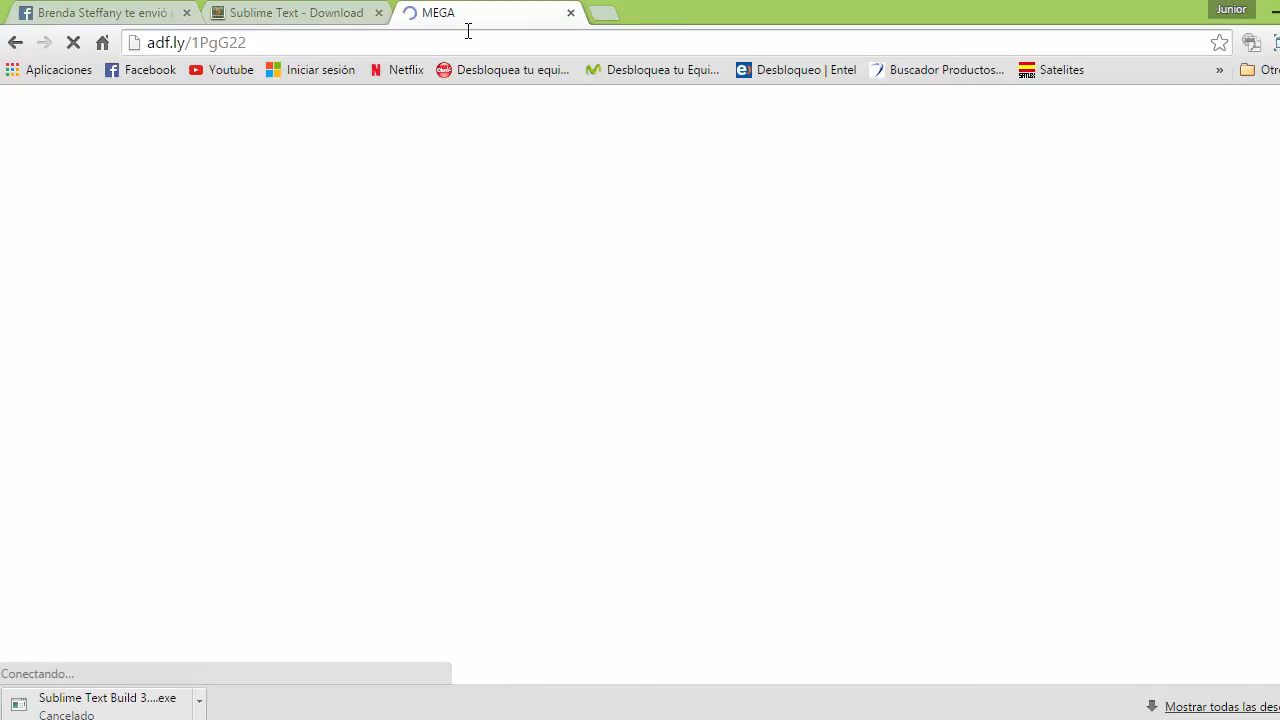 Brenda Steffany te envió
Sublime Text - Download
MEGA
Junior
adf.ly/1PgG22
Aplicaciones
Facebook
Youtube
Iniciar sesión
Netflix
Desbloquea tu equi...
Desbloquea tu Equi...
Desbloqueo | Entel
Buscador Productos...
Satelites
»
Otro
Conectando...
Sublime Text Build 3....exe
Cancelado
Mostrar todas las des